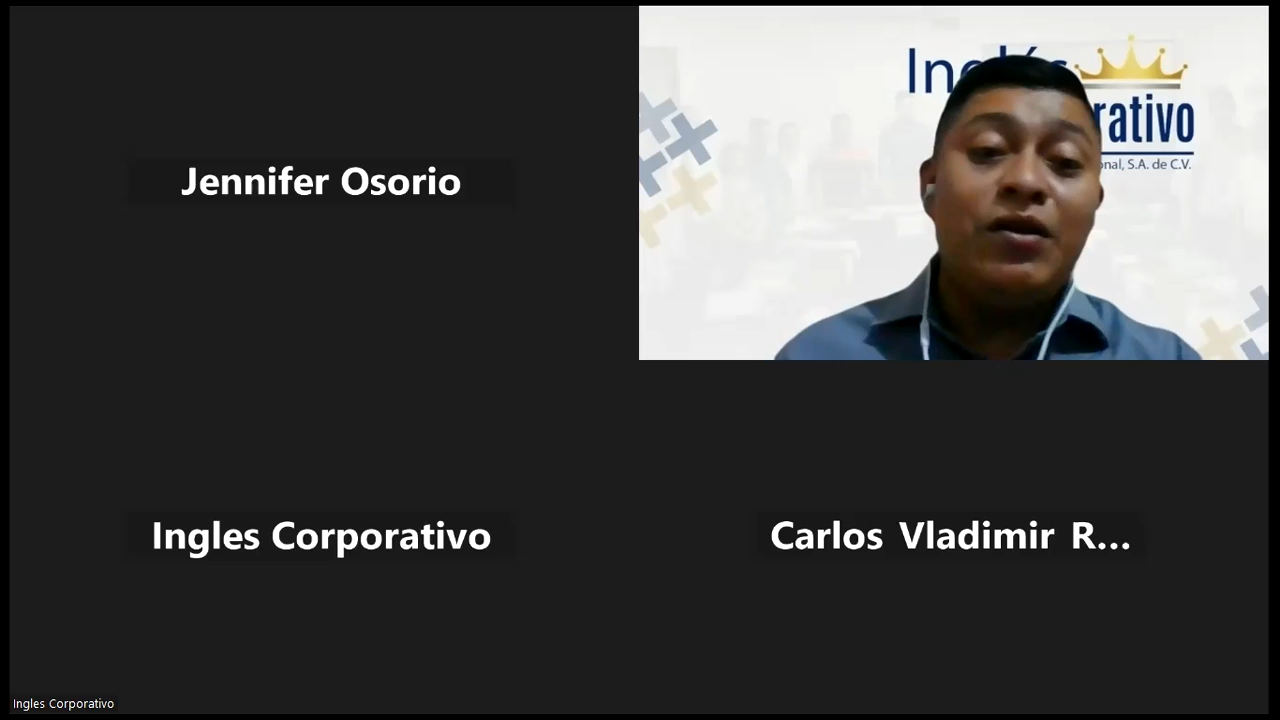 Jennifer Osorio
rativo
onal, S.A. de C.V.
Ingles Corporativo
Carlos Vladimir R...
Ingles Corporativo